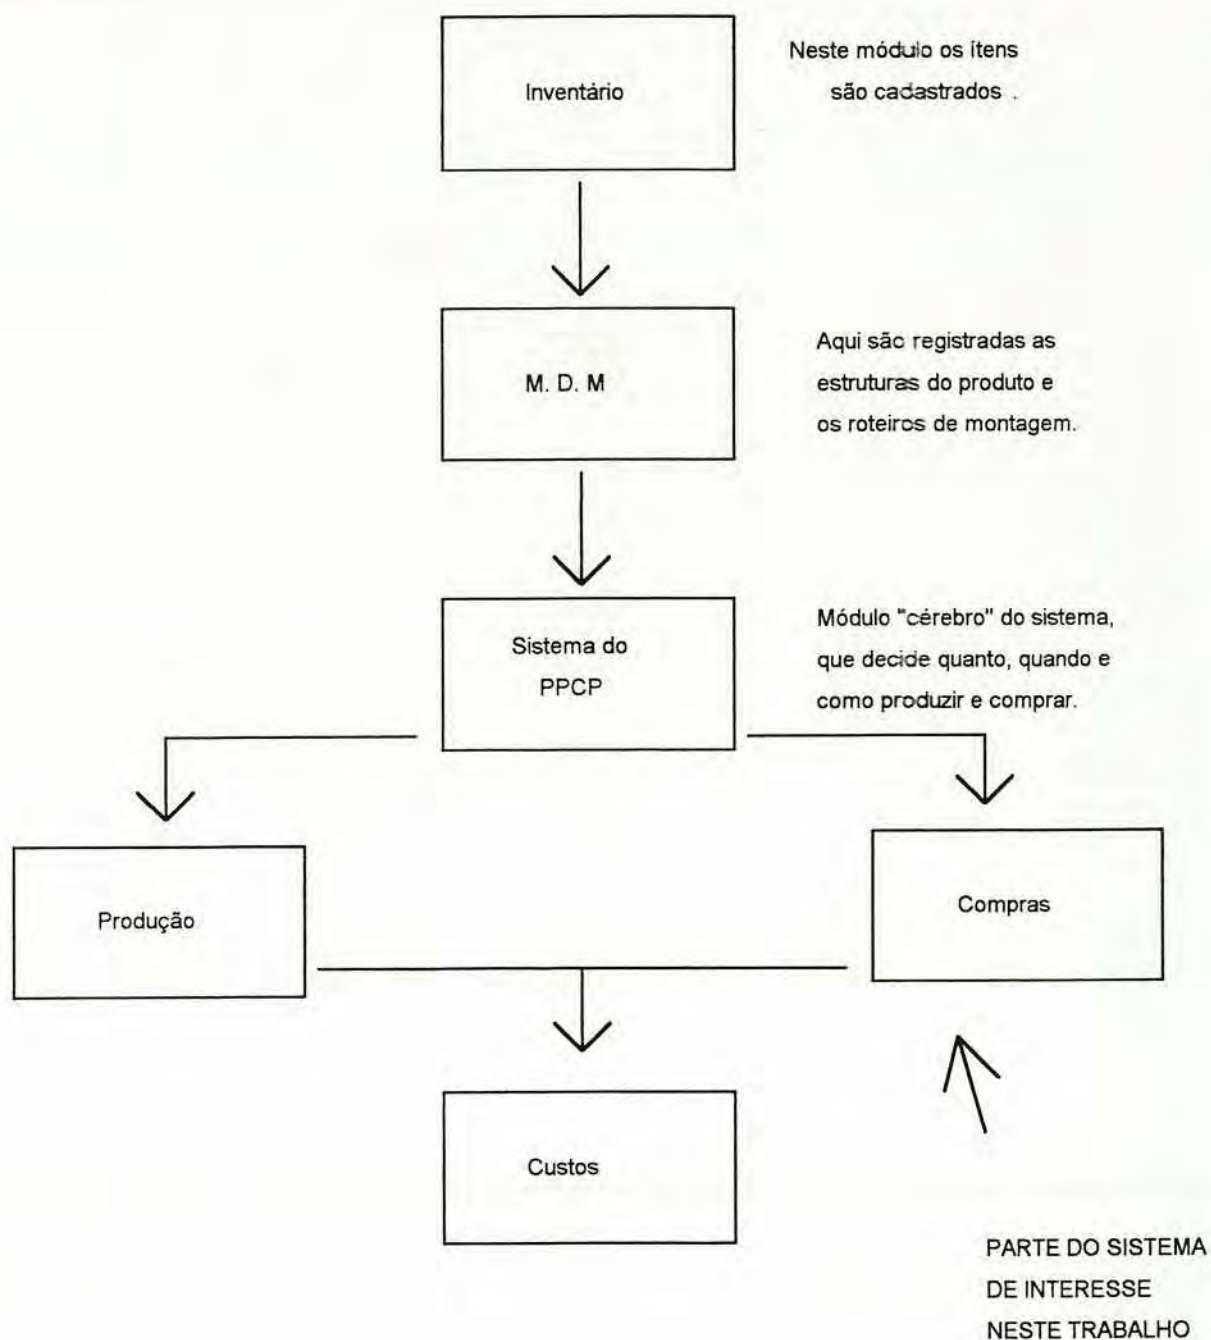 Inventário
Neste módulo os ítens
são cadastrados .
M. D. M
Aqui são registradas as
estruturas do produto e
os roteiros de montagem.
Sistema do
PPCP
Módulo "cérebro" do sistema,
que decide quanto, quando e
como produzir e comprar.
Produção
Compras
Custos
PARTE DO SISTEMA
DE INTERESSE
NESTE TRABALHO